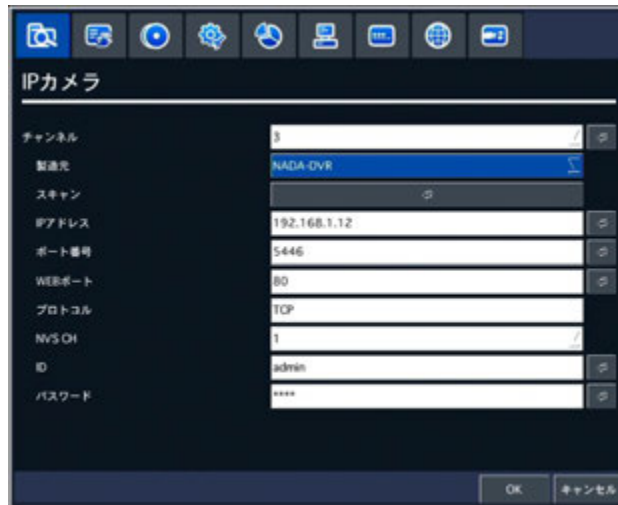 IPカメラ
チャンネル 3
製造元 NADA-DVR
スキャン
IPアドレス 192.168.1.12
ポート番号 5446
WEBポート 80
プロトコル TCP
NVS CH 1
ID admin
パスワード ****
OK キャンセル